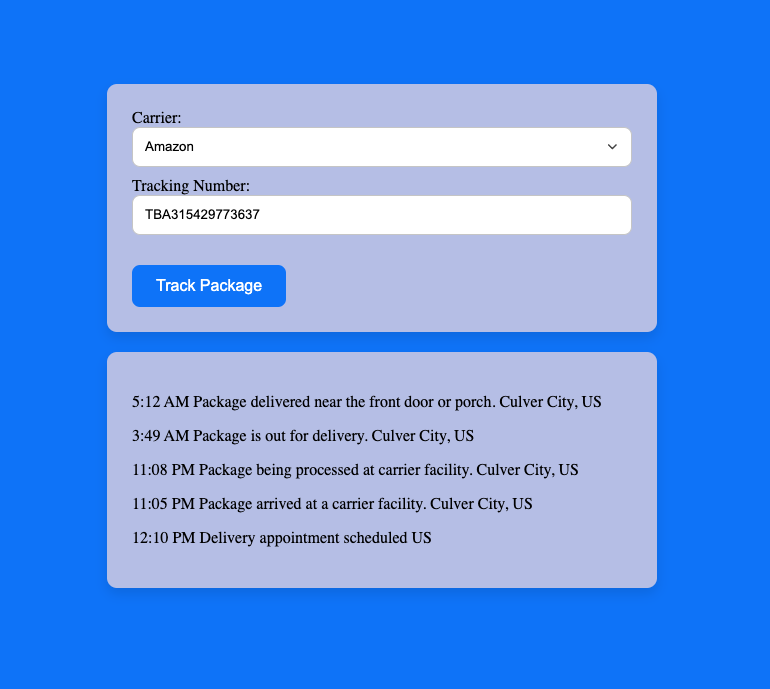 Carrier:
Amazon
Tracking Number:
TBA315429773637
Track Package
5:12 AM Package delivered near the front door or porch. Culver City, US
3:49 AM Package is out for delivery. Culver City, US
11:08 PM Package being processed at carrier facility. Culver City, US
11:05 PM Package arrived at a carrier facility. Culver City, US
12:10 PM Delivery appointment scheduled US